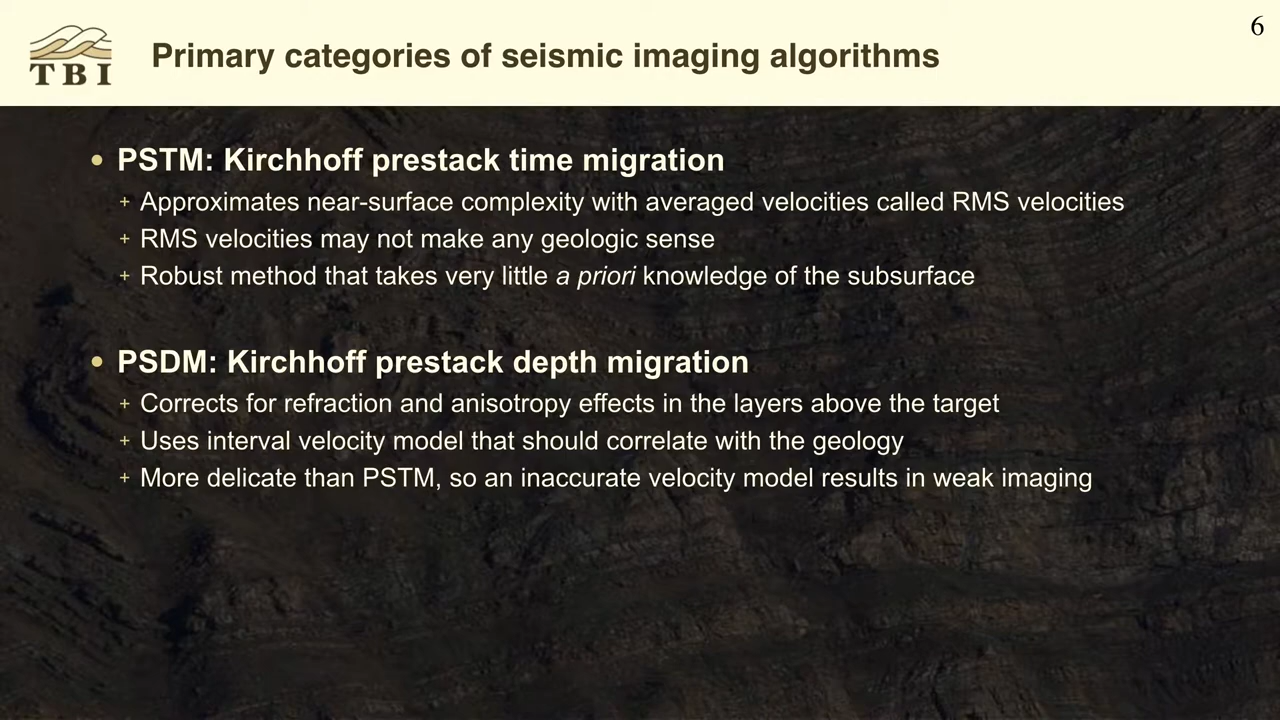 6
TBI
Primary categories of seismic imaging algorithms
• PSTM: Kirchhoff prestack time migration
+ Approximates near-surface complexity with averaged velocities called RMS velocities
+ RMS velocities may not make any geologic sense
+ Robust method that takes very little a priori knowledge of the subsurface
• PSDM: Kirchhoff prestack depth migration
+ Corrects for refraction and anisotropy effects in the layers above the target
+ Uses interval velocity model that should correlate with the geology
+ More delicate than PSTM, so an inaccurate velocity model results in weak imaging